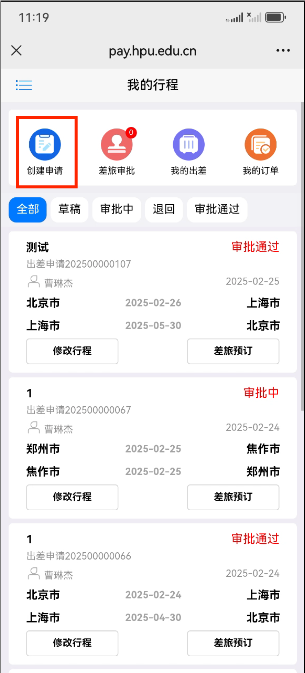 11:19
pay.hpu.edu.cn
我的行程
创建申请
差旅审批
0
我的出差
我的订单
全部 草稿 审批中 退回 审批通过
测试 审批通过
出差申请202500000107
曹琳杰 2025-02-25
北京市 2025-02-26 上海市
上海市 2025-05-30 北京市
修改行程 差旅预订
1 审批中
出差申请202500000067
曹琳杰 2025-02-24
郑州市 2025-02-25 焦作市
焦作市 2025-02-25 郑州市
修改行程 差旅预订
1 审批通过
出差申请202500000066
曹琳杰 2025-02-24
北京市 2025-02-24 上海市
上海市 2025-04-30 北京市
修改行程 差旅预订